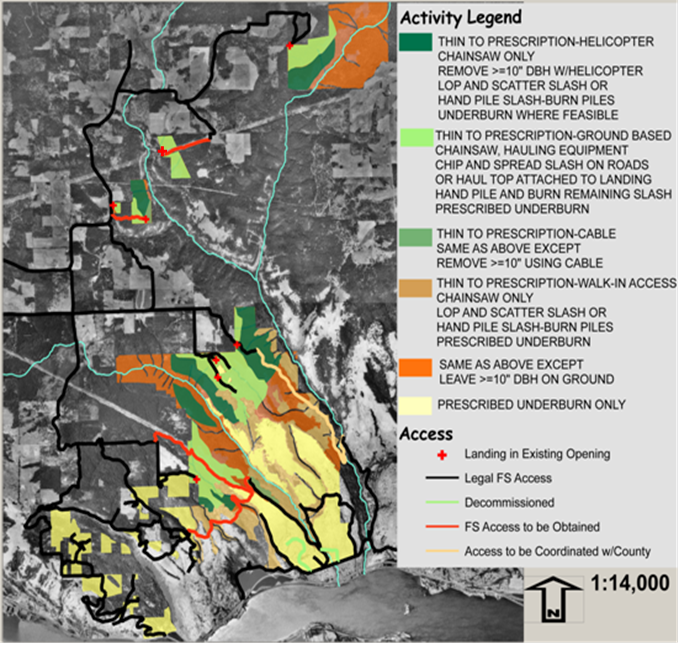 Activity Legend
THIN TO PRESCRIPTION-HELICOPTER
CHAINSAW ONLY
REMOVE >=10" DBH W/HELICOPTER
LOP AND SCATTER SLASH OR
HAND PILE SLASH-BURN PILES
UNDERBURN WHERE FEASIBLE
THIN TO PRESCRIPTION-GROUND BASED
CHAINSAW, HAULING EQUIPMENT
CHIP AND SPREAD SLASH ON ROADS
OR HAUL TOP ATTACHED TO LANDING
HAND PILE AND BURN REMAINING SLASH
PRESCRIBED UNDERBURN
THIN TO PRESCRIPTION-CABLE
SAME AS ABOVE EXCEPT
REMOVE >=10" USING CABLE
THIN TO PRESCRIPTION-WALK-IN ACCESS
CHAINSAW ONLY
LOP AND SCATTER SLASH OR
HAND PILE SLASH-BURN PILES
PRESCRIBED UNDERBURN
SAME AS ABOVE EXCEPT
LEAVE >=10" DBH ON GROUND
PRESCRIBED UNDERBURN ONLY
Access
Landing in Existing Opening
Legal FS Access
Decommissioned
FS Access to be Obtained
Access to be Coordinated w/County
N
1:14,000